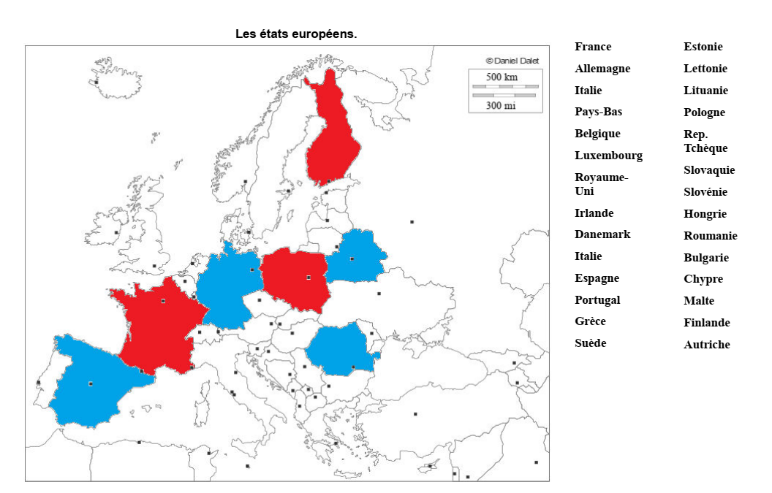 Les états européens.
© Daniel Dalet
500 km
300 mi
France
Allemagne
Italie
Pays-Bas
Belgique
Luxembourg
Royaume-
Uni
Irlande
Danemark
Italie
Espagne
Portugal
Grèce
Suède
Estonie
Lettonie
Lituanie
Pologne
Rep.
Tchèque
Slovaquie
Slovénie
Hongrie
Roumanie
Bulgarie
Chypre
Malte
Finlande
Autriche